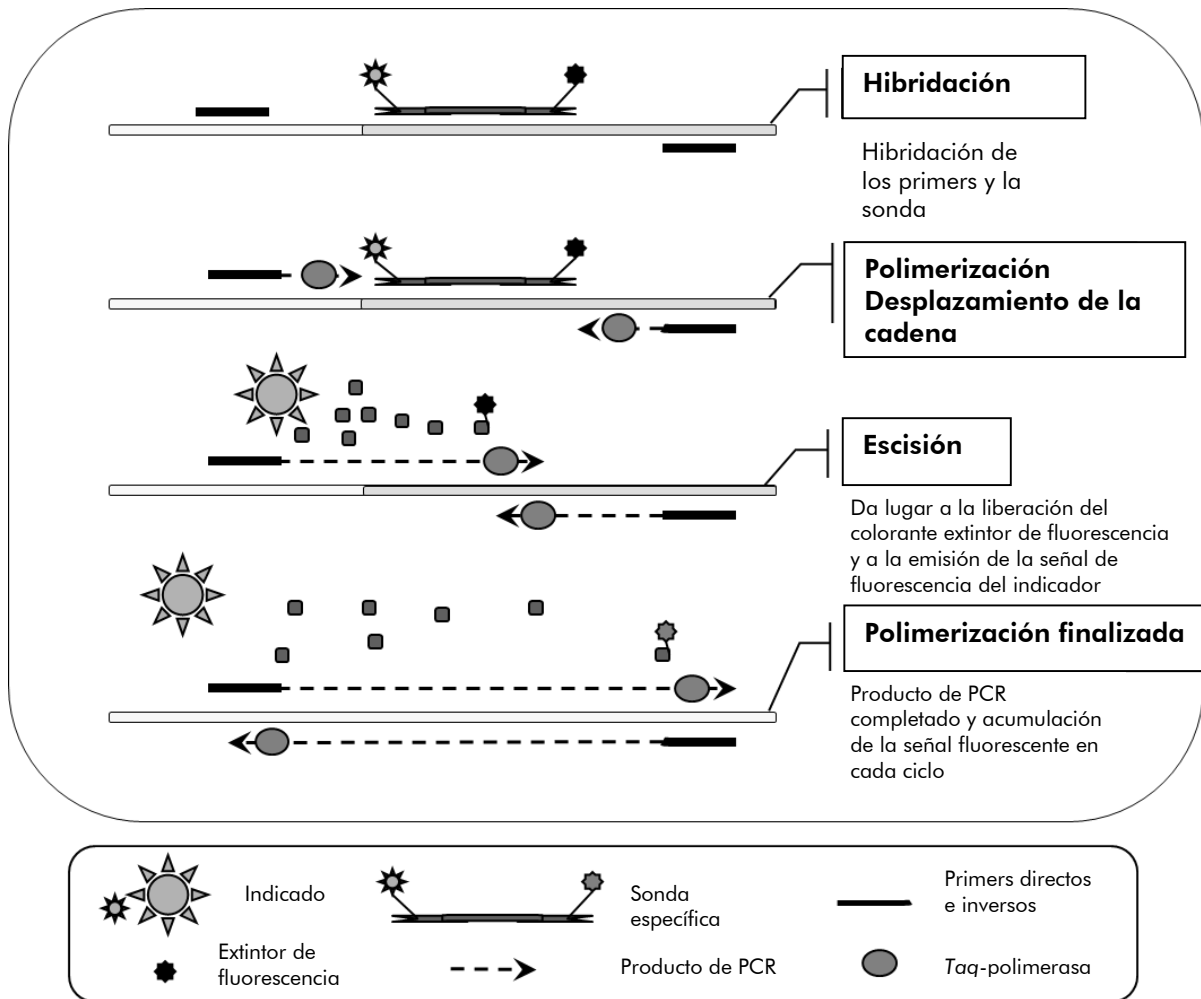 Hibridación
Hibridación de
los primers y la
sonda
Polimerización
Desplazamiento de la
cadena
Escisión
Da lugar a la liberación del
colorante extintor de fluorescencia
y a la emisión de la señal de
fluorescencia del indicador
Polimerización finalizada
Producto de PCR
completado y acumulación
de la señal fluorescente en
cada ciclo
Indicado
Sonda
específica
Primers directos
e inversos
Extintor de
fluorescencia
Producto de PCR
Taq-polimerasa